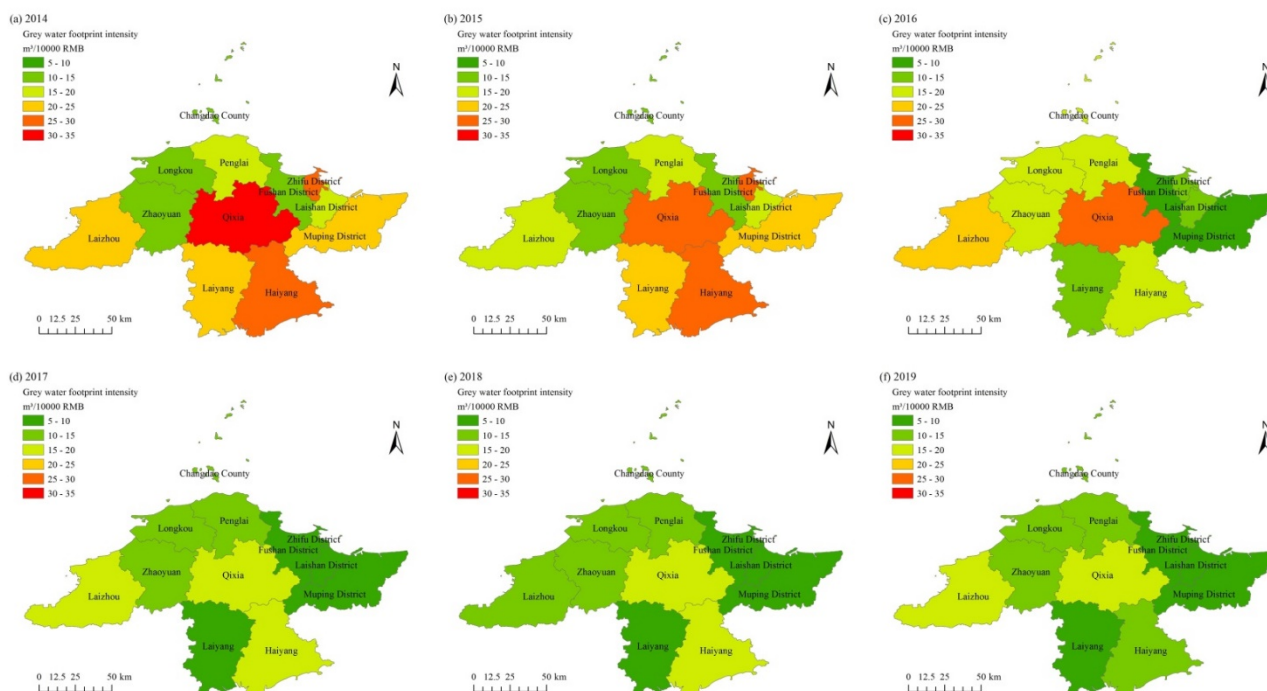 (a) 2014
Grey water footprint intensity
m³/10000 RMB
5 - 10
10 - 15
15 - 20
20 - 25
25 - 30
30 - 35
N
Changdao County
Penglai
Longkou
Zhifu District
Fushan District
Zhaoyuan
Qixia
Laishan District
Laizhou
Muping District
Laiyang
Haiyang
0 12.5 25 50 km
(b) 2015
Grey water footprint intensity
m³/10000 RMB
5 - 10
10 - 15
15 - 20
20 - 25
25 - 30
30 - 35
N
Changdao County
Penglai
Longkou
Zhifu District
Fushan District
Zhaoyuan
Qixia
Laishan District
Laizhou
Muping District
Laiyang
Haiyang
0 12.5 25 50 km
(c) 2016
Grey water footprint intensity
m³/10000 RMB
5 - 10
10 - 15
15 - 20
20 - 25
25 - 30
30 - 35
N
Changdao County
Penglai
Longkou
Zhifu District
Fushan District
Zhaoyuan
Qixia
Laishan District
Laizhou
Muping District
Laiyang
Haiyang
0 12.5 25 50 km
(d) 2017
Grey water footprint intensity
m³/10000 RMB
5 - 10
10 - 15
15 - 20
20 - 25
25 - 30
30 - 35
N
Changdao County
Penglai
Longkou
Zhifu District
Fushan District
Zhaoyuan
Qixia
Laishan District
Laizhou
Muping District
Laiyang
Haiyang
0 12.5 25 50 km
(e) 2018
Grey water footprint intensity
m³/10000 RMB
5 - 10
10 - 15
15 - 20
20 - 25
25 - 30
30 - 35
N
Changdao County
Penglai
Longkou
Zhifu District
Fushan District
Zhaoyuan
Qixia
Laishan District
Laizhou
Muping District
Laiyang
Haiyang
0 12.5 25 50 km
(f) 2019
Grey water footprint intensity
m³/10000 RMB
5 - 10
10 - 15
15 - 20
20 - 25
25 - 30
30 - 35
N
Changdao County
Penglai
Longkou
Zhifu District
Fushan District
Zhaoyuan
Qixia
Laishan District
Laizhou
Muping District
Laiyang
Haiyang
0 12.5 25 50 km